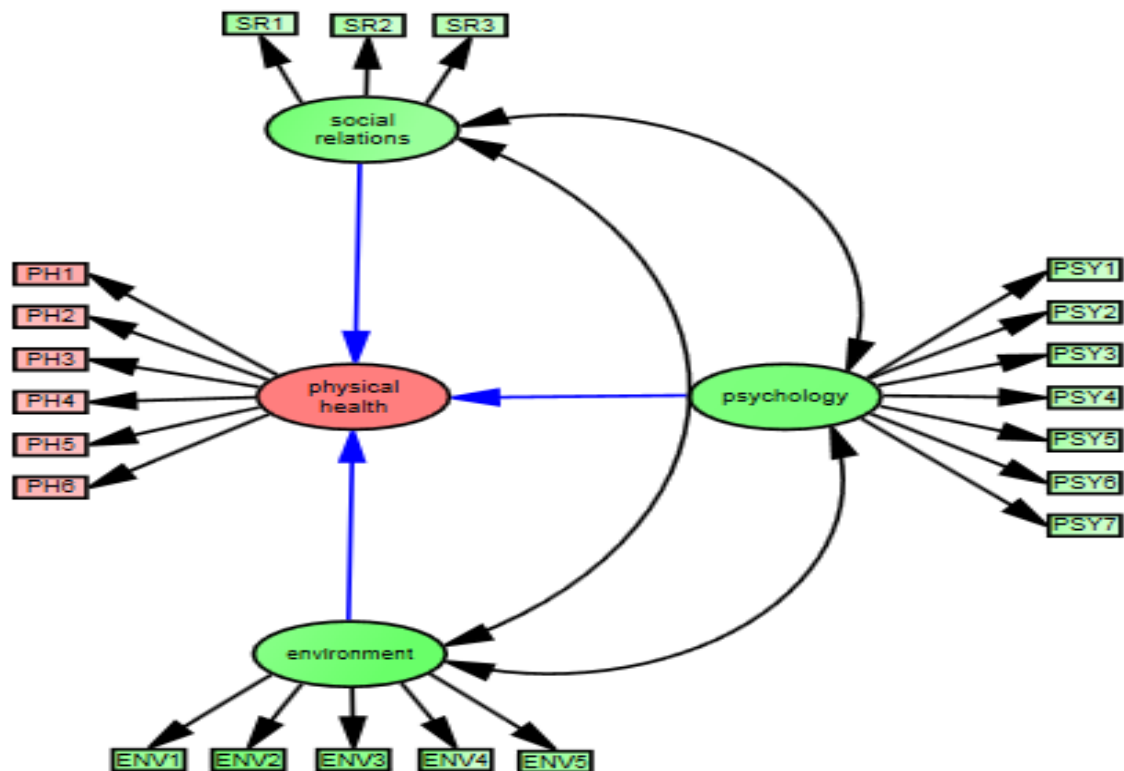 SR1 SR2 SR3
social
relations
PH1
PH2
PH3
PH4
PH5
PH6
physical
health
psychology
PSY1
PSY2
PSY3
PSY4
PSY5
PSY6
PSY7
environment
ENV1 ENV2 ENV3 ENV4 ENV5